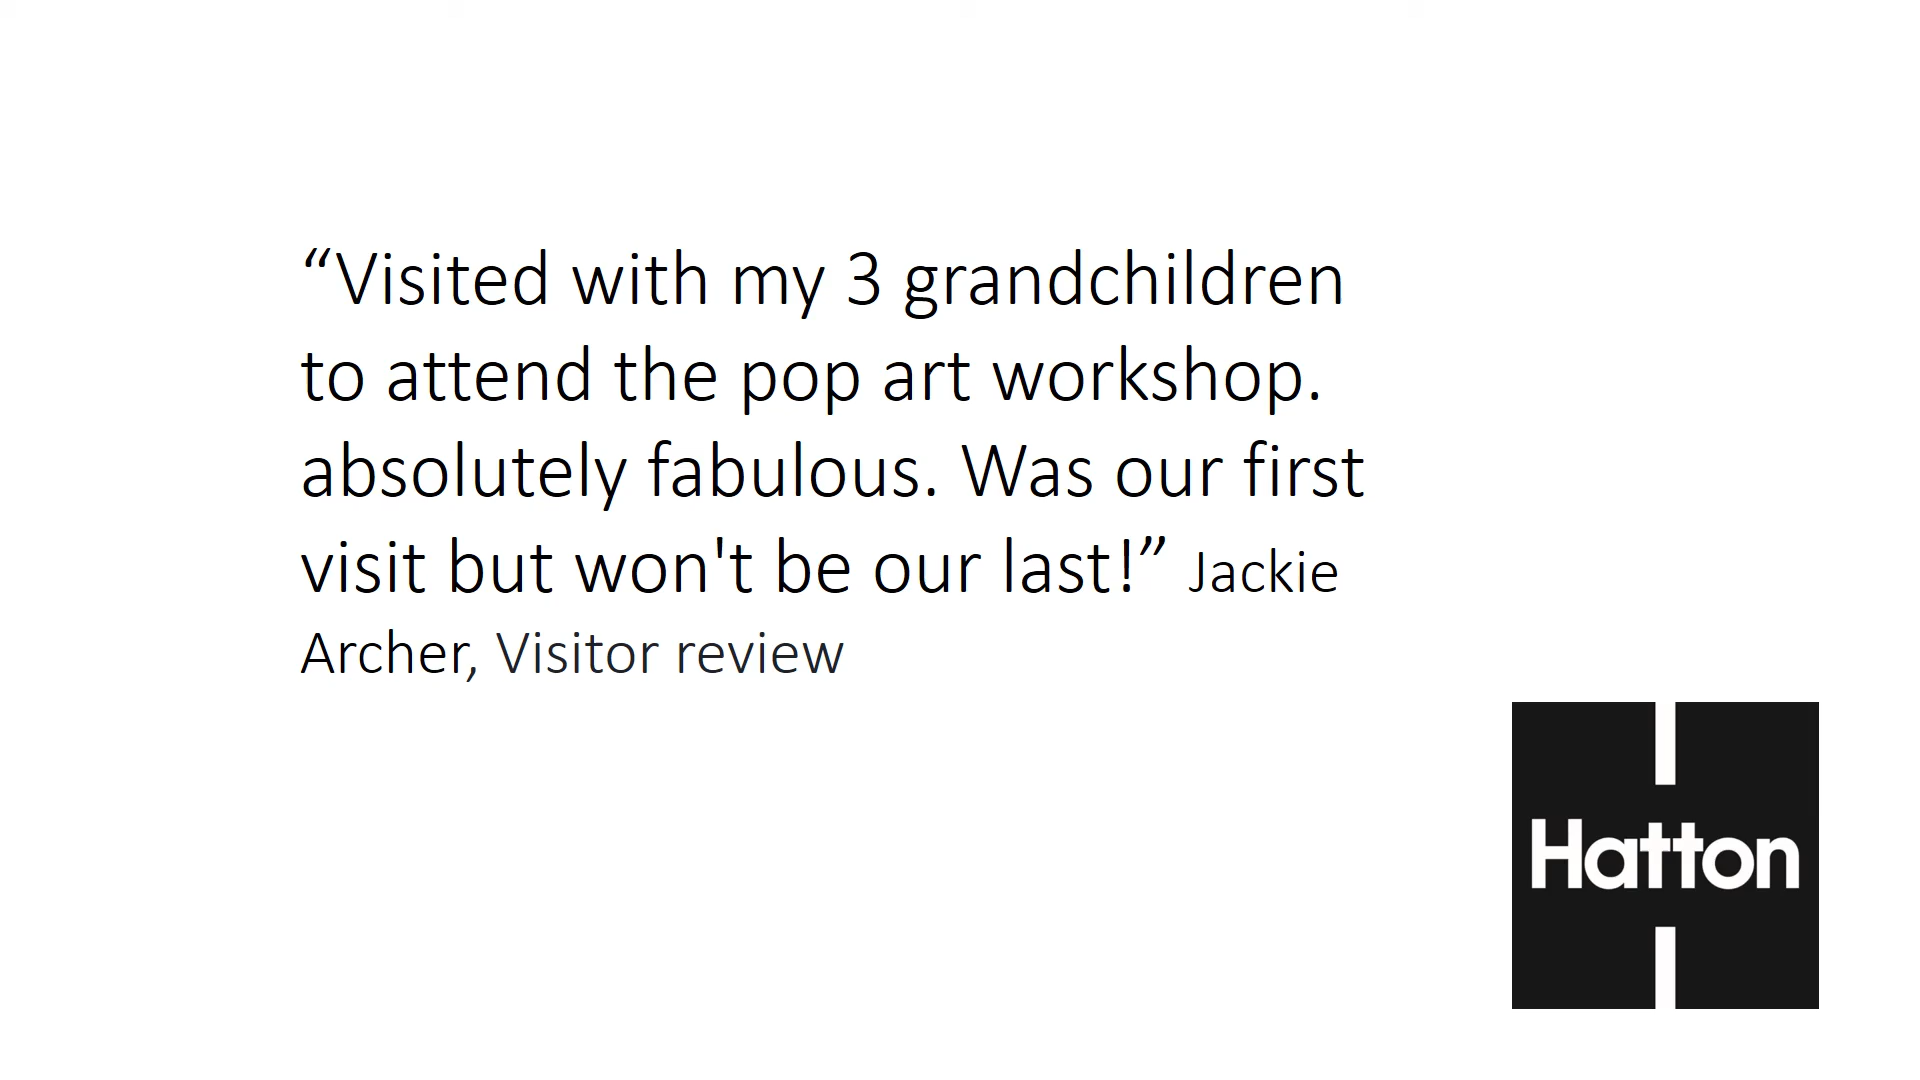 “Visited with my 3 grandchildren
to attend the pop art workshop.
absolutely fabulous. Was our first
visit but won't be our last!” Jackie
Archer, Visitor review
Hatton